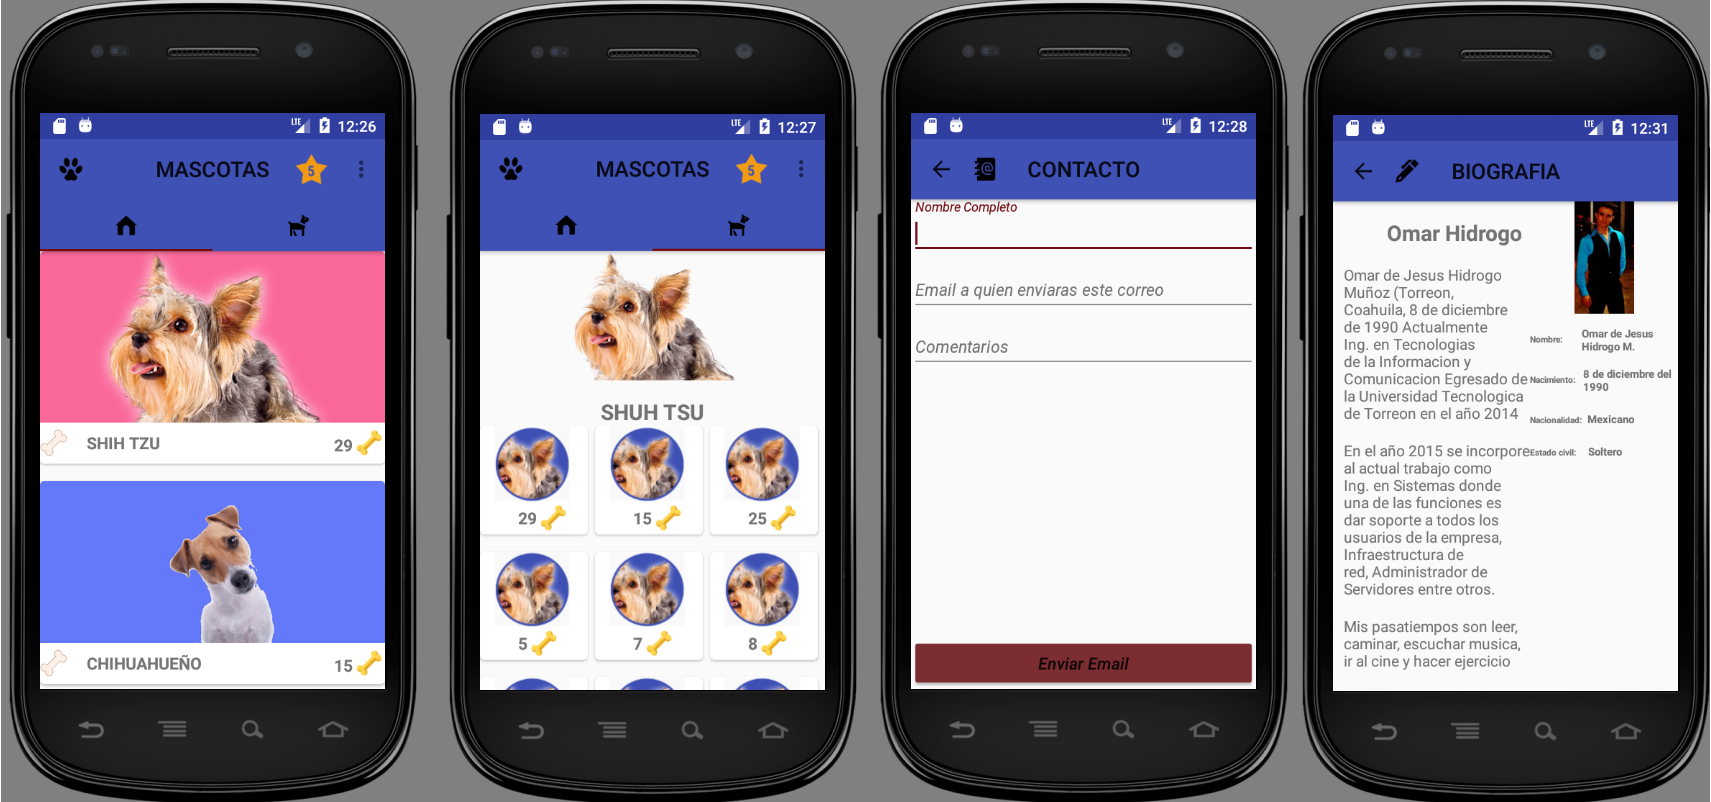 LTE 12:26
MASCOTAS 5
SHIH TZU 29
CHIHUAHUEÑO 15
LTE 12:27
MASCOTAS 5
SHUH TSU
29 15 25
5 7 8
LTE 12:28
CONTACTO
Nombre Completo
Email a quien enviaras este correo
Comentarios
Enviar Email
LTE 12:31
BIOGRAFIA
Omar Hidrogo
Omar de Jesus Hidrogo
Muñoz (Torreon,
Coahuila, 8 de diciembre
de 1990 Actualmente
Ing. en Tecnologias
de la Informacion y
Comunicacion Egresado de
la Universidad Tecnologica
de Torreon en el año 2014
En el año 2015 se incorpore
al actual trabajo como
Ing. en Sistemas donde
una de las funciones es
dar soporte a todos los
usuarios de la empresa,
Infraestructura de
red, Administrador de
Servidores entre otros.
Mis pasatiempos son leer,
caminar, escuchar musica,
ir al cine y hacer ejercicio
Nombre: Omar de Jesus
Hidrogo M.
Nacimiento: 8 de diciembre del
1990
Nacionalidad: Mexicano
Estado civil: Soltero